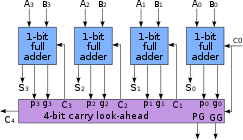 A3 B3 A2 B2 A1 B1 A0 B0
1-bit full adder 1-bit full adder 1-bit full adder 1-bit full adder
C0
S3 S2 S1 S0
p3 g3 C3 p2 g2 C2 p1 g1 C1 p0 g0
C4
4-bit carry look-ahead
PG GG